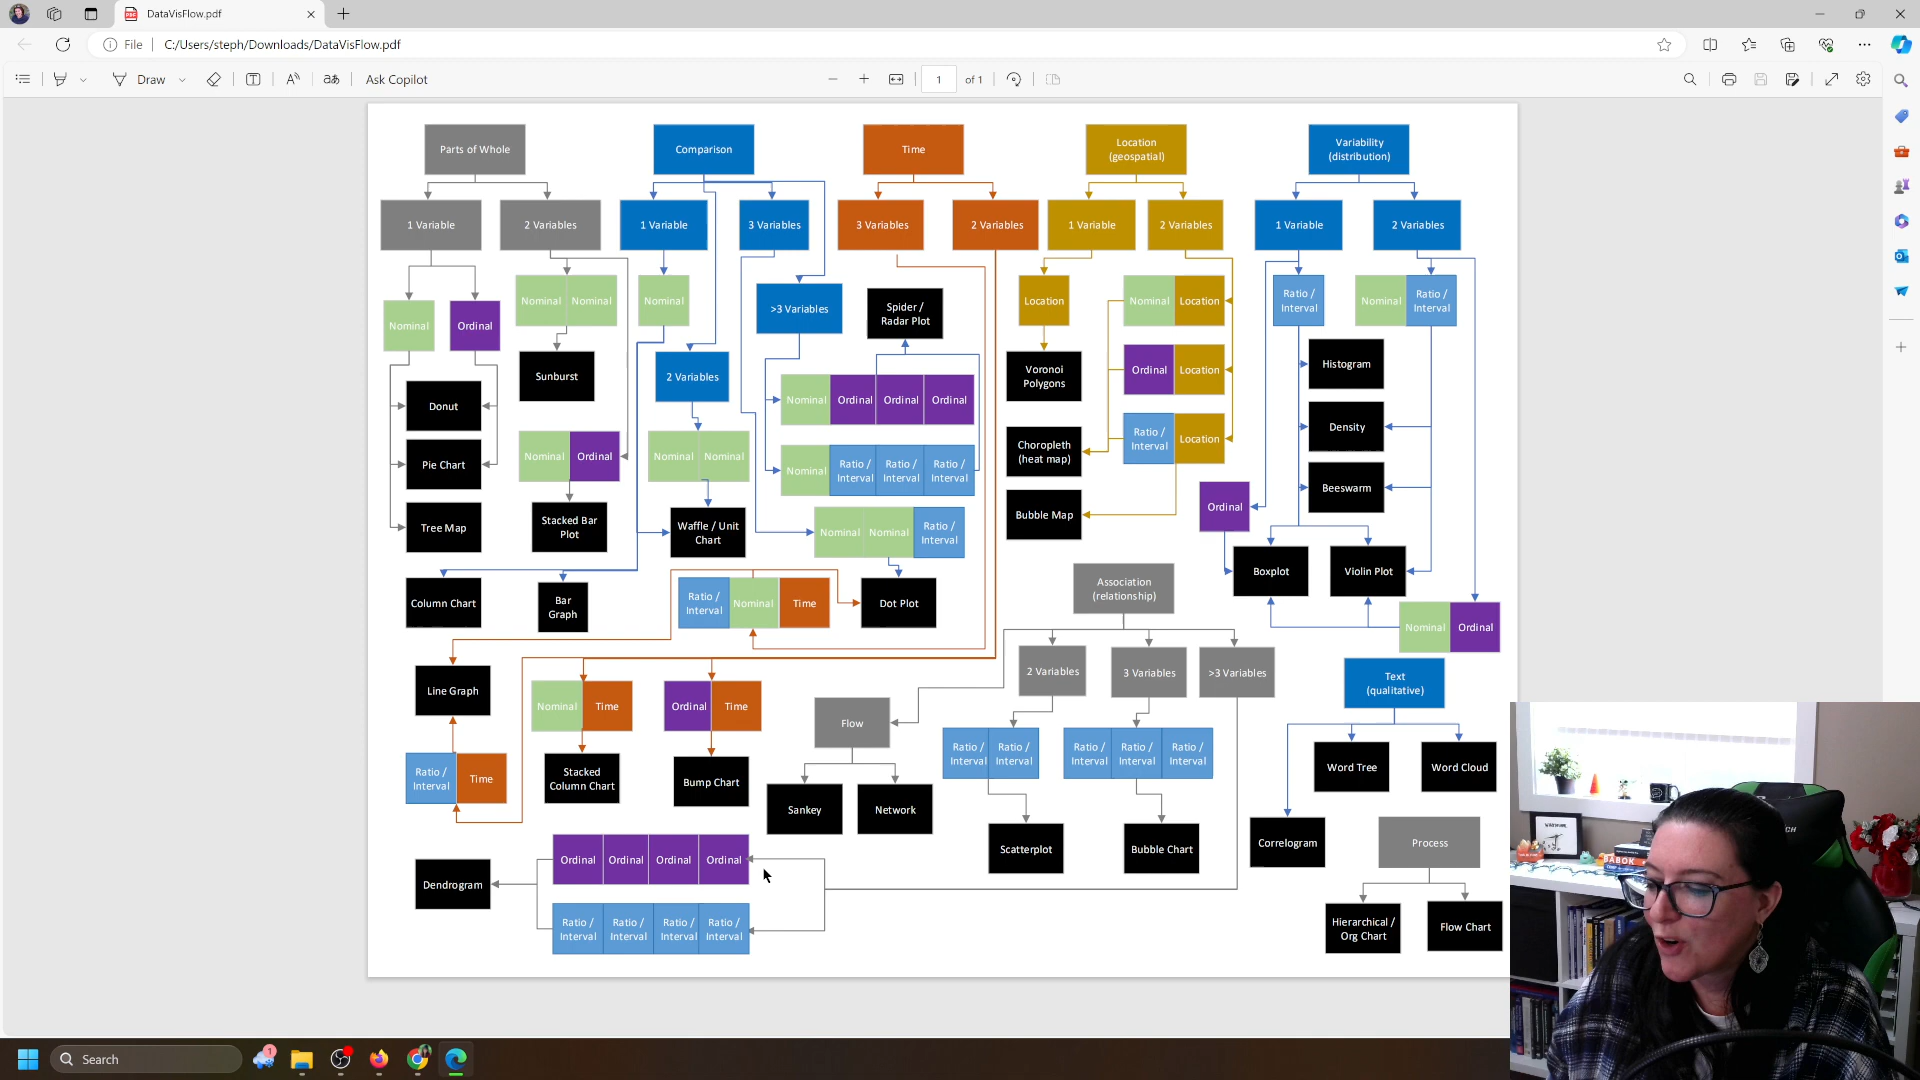 DataVisFlow.pdf
File
C:/Users/steph/Downloads/DataVisFlow.pdf
Draw
Ask Copilot
1
of 1
Parts of Whole
Comparison
Time
Location
(geospatial)
Variability
(distribution)
1 Variable
2 Variables
1 Variable
3 Variables
3 Variables
2 Variables
1 Variable
2 Variables
1 Variable
2 Variables
Nominal
Ordinal
Nominal
Nominal
Nominal
>3 Variables
Spider /
Radar Plot
Location
Nominal
Location
Ratio /
Interval
Nominal
Ratio /
Interval
Sunburst
2 Variables
Voronoi
Polygons
Ordinal
Location
Histogram
Donut
Nominal
Ordinal
Ordinal
Ordinal
Density
Pie Chart
Nominal
Ordinal
Nominal
Nominal
Nominal
Ratio /
Interval
Ratio /
Interval
Ratio /
Interval
Choropleth
(heat map)
Ratio /
Interval
Location
Beeswarm
Tree Map
Stacked Bar
Plot
Waffle / Unit
Chart
Nominal
Nominal
Ratio /
Interval
Bubble Map
Ordinal
Boxplot
Violin Plot
Column Chart
Bar
Graph
Ratio /
Interval
Nominal
Time
Dot Plot
Association
(relationship)
Nominal
Ordinal
Line Graph
Nominal
Time
Ordinal
Time
Flow
2 Variables
3 Variables
>3 Variables
Text
(qualitative)
Ratio /
Interval
Time
Stacked
Column Chart
Bump Chart
Sankey
Network
Ratio /
Interval
Ratio /
Interval
Ratio /
Interval
Ratio /
Interval
Ratio /
Interval
Word Tree
Word Cloud
Scatterplot
Bubble Chart
Correlogram
Process
Dendrogram
Ordinal
Ordinal
Ordinal
Ordinal
Ratio /
Interval
Ratio /
Interval
Ratio /
Interval
Ratio /
Interval
Hierarchical /
Org Chart
Flow Chart
BABOK
Search
1